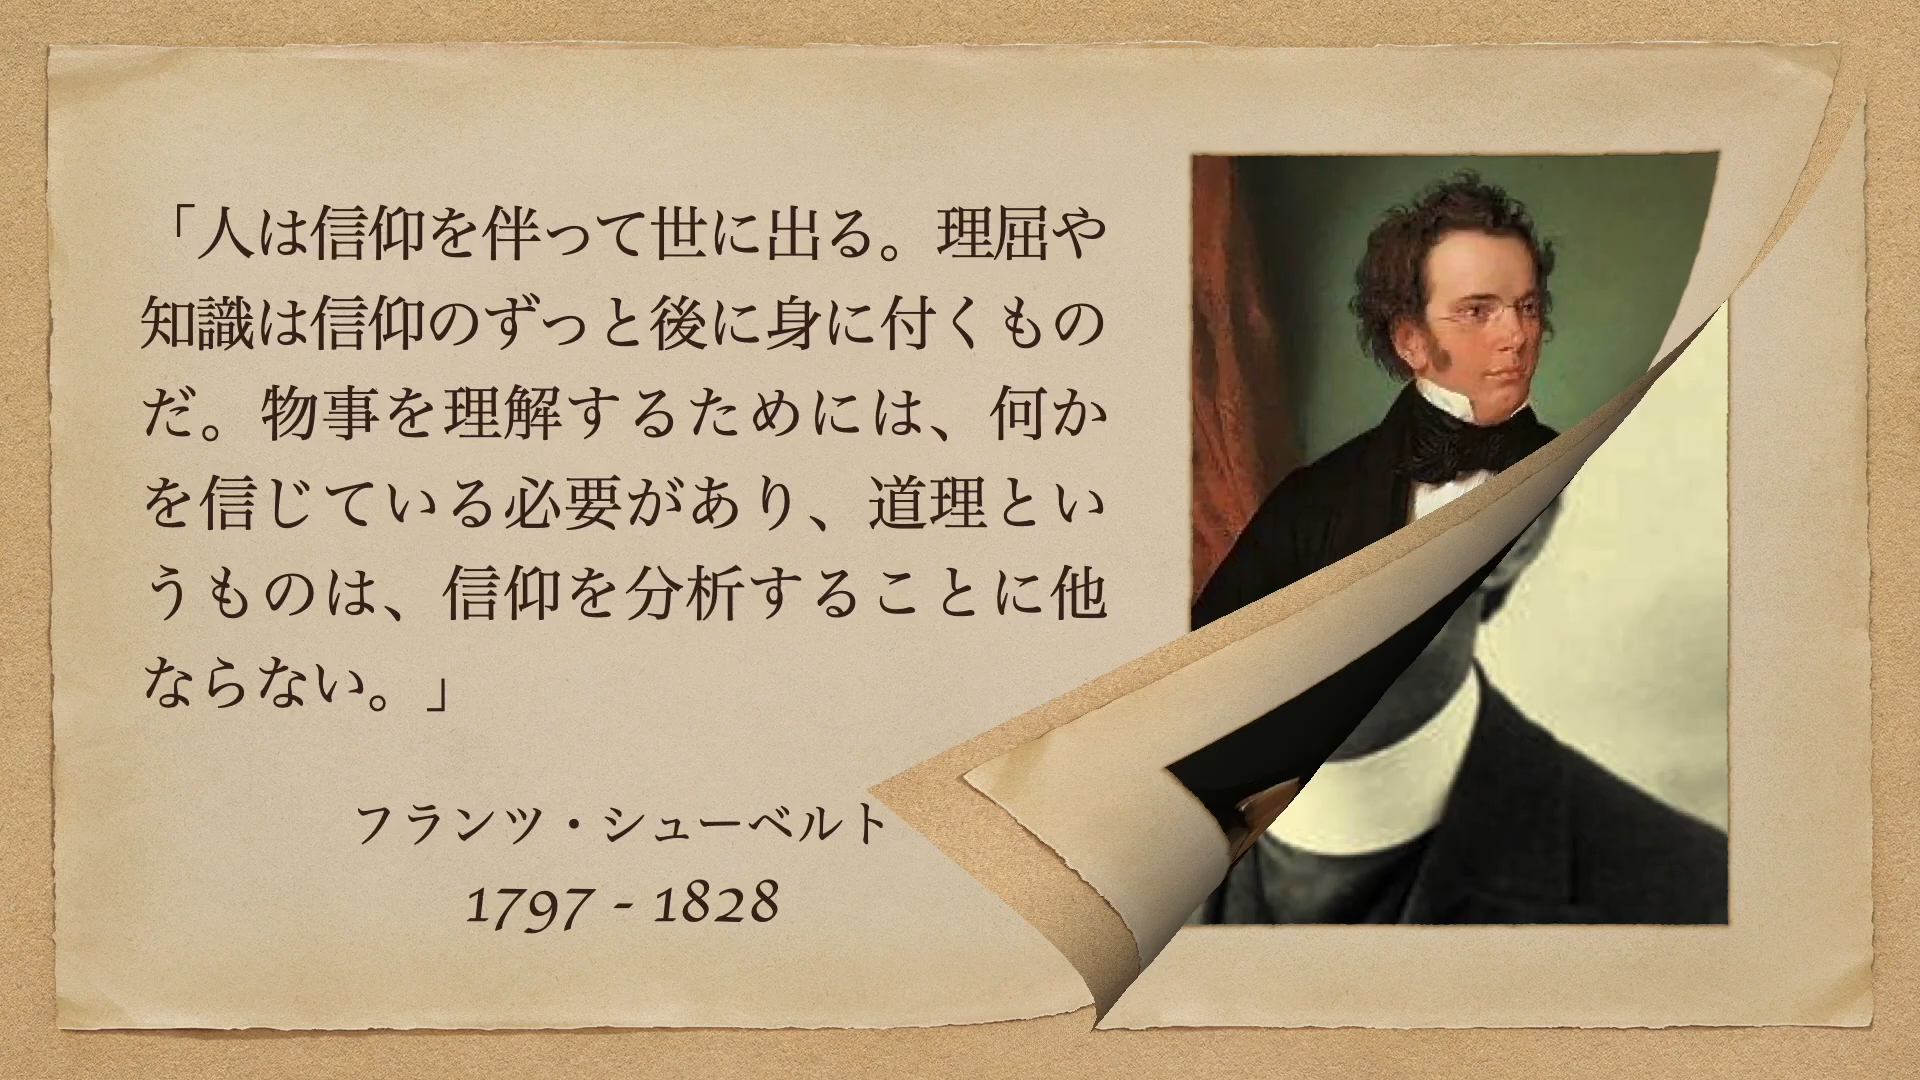 「人は信仰を伴って世に出る。理屈や
知識は信仰のずっと後に身に付くもの
だ。物事を理解するためには、何か
を信じている必要があり、道理とい
うものは、信仰を分析することに他
ならない。」
フランツ・シューベルト
1797 - 1828